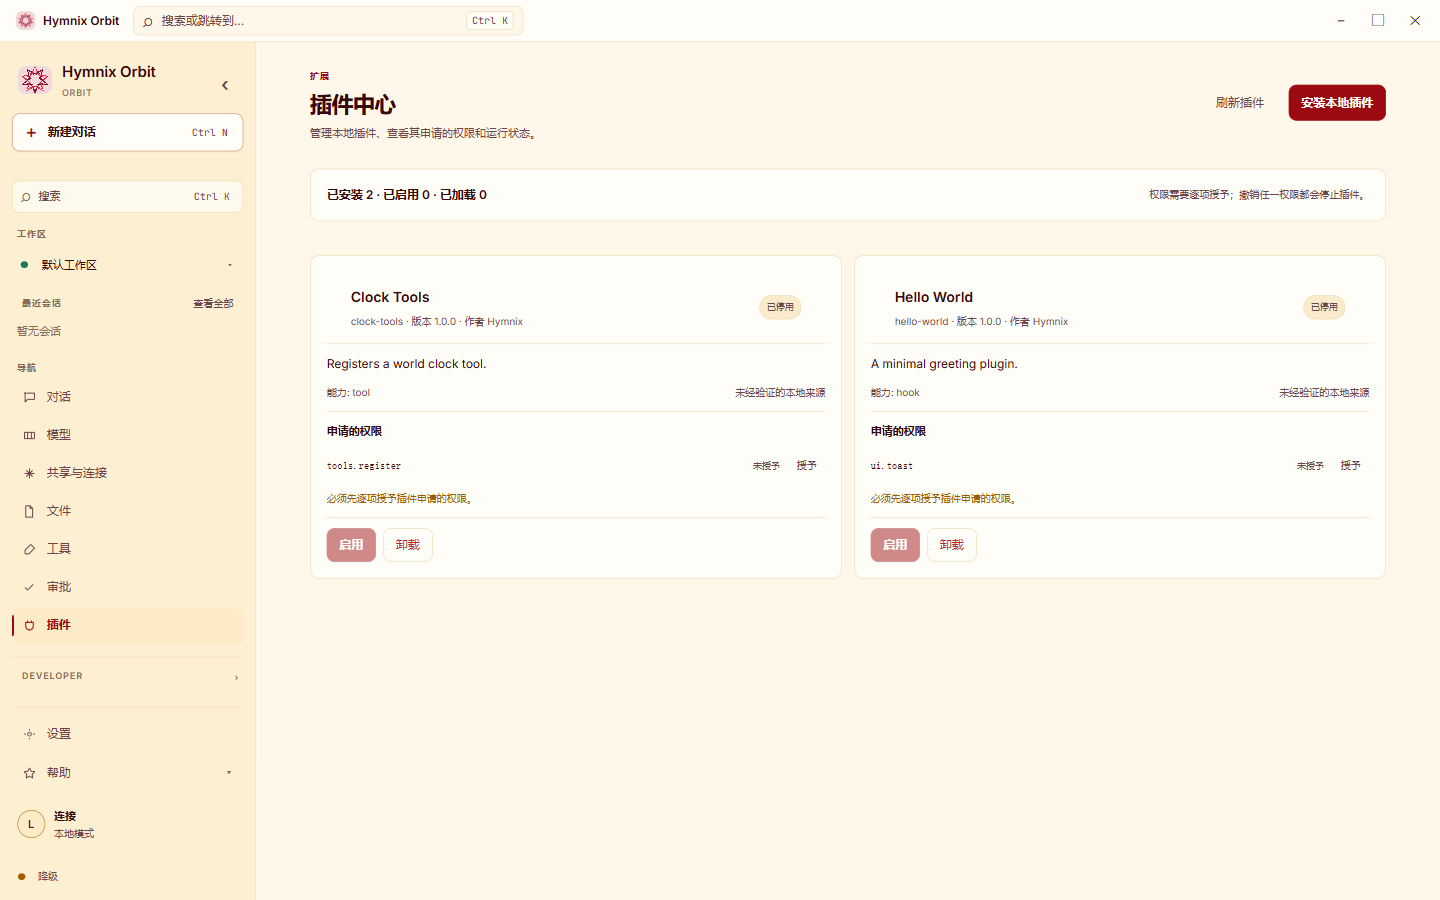 Hymnix Orbit
搜索或跳转到...
Ctrl K
Hymnix Orbit
ORBIT
新建对话
Ctrl N
搜索
Ctrl K
工作区
默认工作区
最近会话
查看全部
暂无会话
导航
对话
模型
共享与连接
文件
工具
审批
插件
DEVELOPER
设置
帮助
L
连接
本地模式
降级
扩展
插件中心
管理本地插件、查看其申请的权限和运行状态。
刷新插件
安装本地插件
已安装 2 · 已启用 0 · 已加载 0
权限需要逐项授予；撤销任一权限都会停止插件。
Clock Tools
clock-tools · 版本 1.0.0 · 作者 Hymnix
已停用
Registers a world clock tool.
能力: tool
未经验证的本地来源
申请的权限
tools.register
未授予
授予
必须先逐项授予插件申请的权限。
启用
卸载
Hello World
hello-world · 版本 1.0.0 · 作者 Hymnix
已停用
A minimal greeting plugin.
能力: hook
未经验证的本地来源
申请的权限
ui.toast
未授予
授予
必须先逐项授予插件申请的权限。
启用
卸载